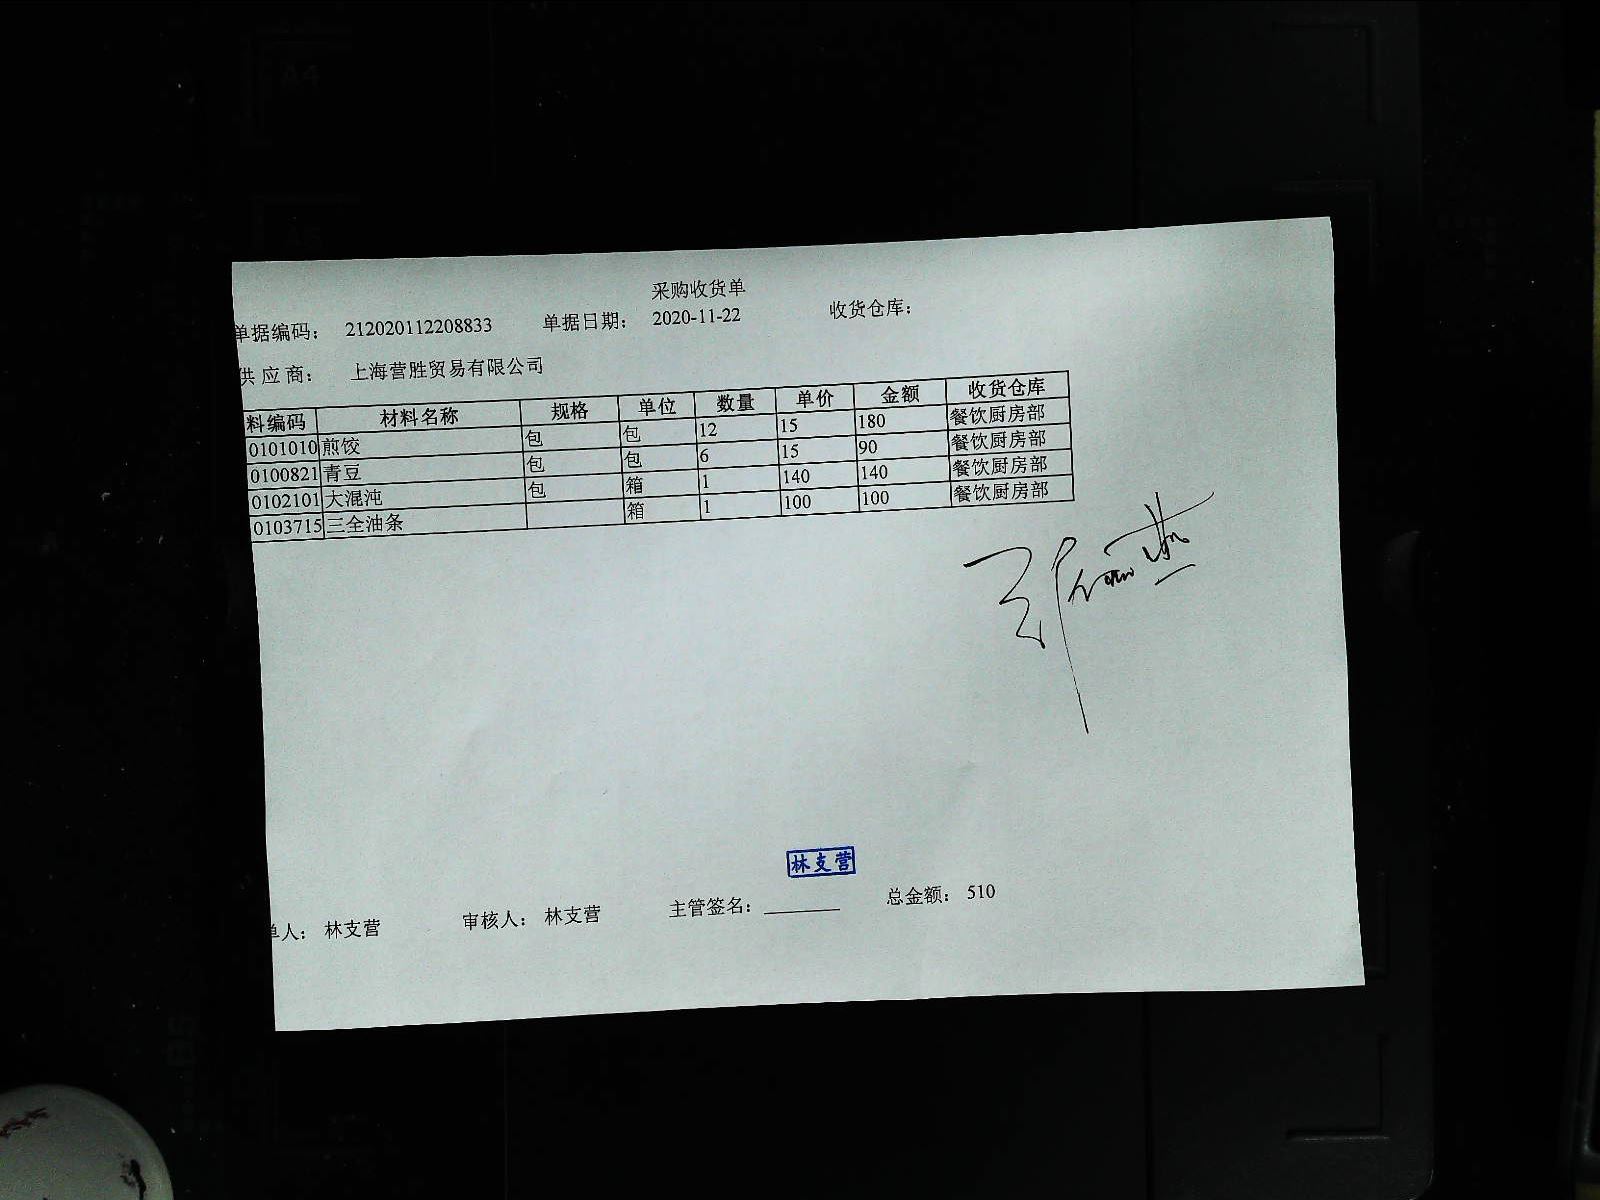 采购收货单
单据编码： 212020112208833 单据日期： 2020-11-22 收货仓库：
供 应 商： 上海营胜贸易有限公司
料编码 材料名称 规格 单位 数量 单价 金额 收货仓库
0101010 煎饺 包 包 12 15 180 餐饮厨房部
0100821 青豆 包 包 6 15 90 餐饮厨房部
0102101 大混沌 包 箱 1 140 140 餐饮厨房部
0103715 三全油条 箱 1 100 100 餐饮厨房部
林支营
单人： 林支营 审核人： 林支营 主管签名： 总金额： 510